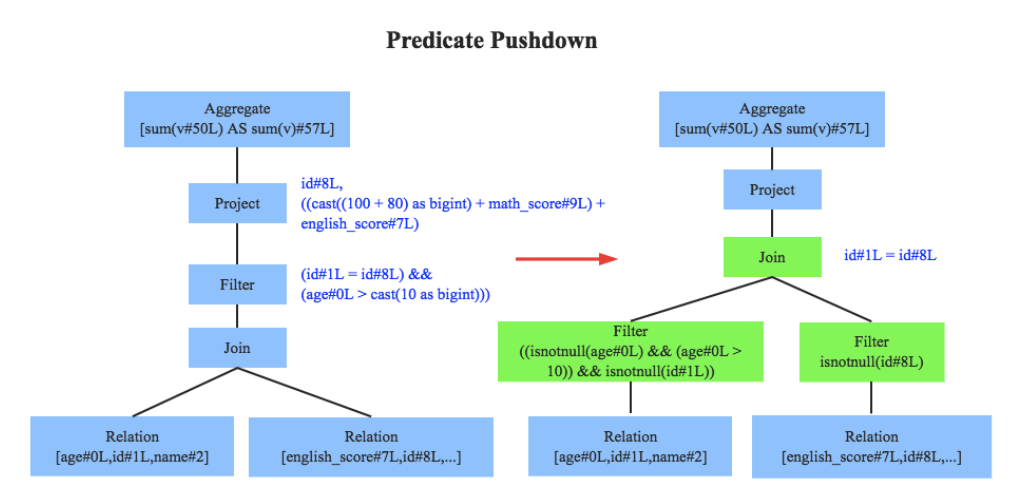 Predicate Pushdown
Aggregate
[sum(v#50L) AS sum(v)#57L]
Project
id#8L,
((cast((100 + 80) as bigint) + math_score#9L) +
english_score#7L)
Filter
(id#1L = id#8L) &&
(age#0L > cast(10 as bigint)))
Join
Relation
[age#0L,id#1L,name#2]
Relation
[english_score#7L,id#8L,...]
Aggregate
[sum(v#50L) AS sum(v)#57L]
Project
Join
id#1L = id#8L
Filter
((isnotnull(age#0L) && (age#0L >
10)) && isnotnull(id#1L))
Filter
isnotnull(id#8L)
Relation
[age#0L,id#1L,name#2]
Relation
[english_score#7L,id#8L,...]